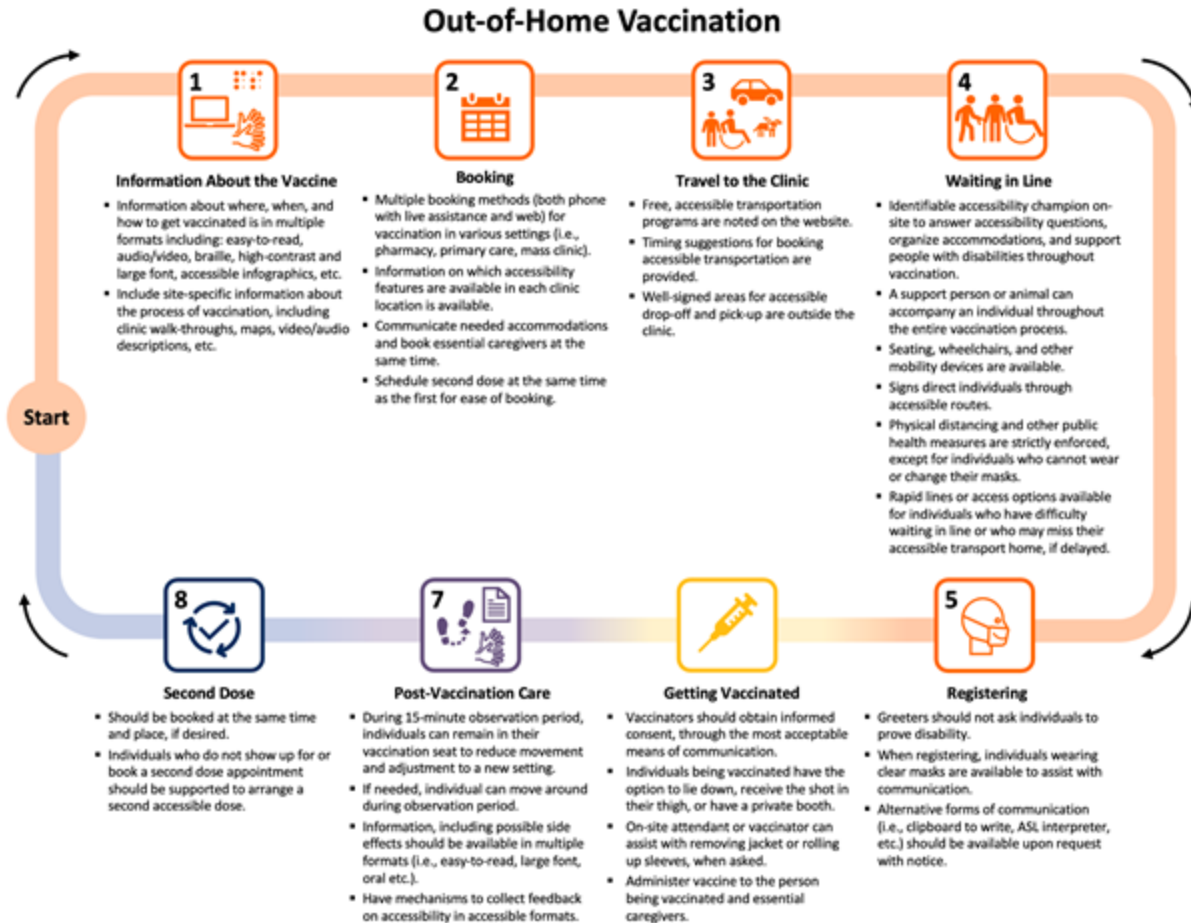 Out-of-Home Vaccination
1
Information About the Vaccine
▪ Information about where, when, and
how to get vaccinated is in multiple
formats including: easy-to-read,
audio/video, braille, high-contrast and
large font, accessible infographics, etc.
▪ Include site-specific information about
the process of vaccination, including
clinic walk-throughs, maps, video/audio
descriptions, etc.
2
Booking
▪ Multiple booking methods (both phone
with live assistance and web) for
vaccination in various settings (i.e.,
pharmacy, primary care, mass clinic).
▪ Information on which accessibility
features are available in each clinic
location is available.
▪ Communicate needed accommodations
and book essential caregivers at the
same time.
▪ Schedule second dose at the same time
as the first for ease of booking.
3
Travel to the Clinic
▪ Free, accessible transportation
programs are noted on the website.
▪ Timing suggestions for booking
accessible transportation are
provided.
▪ Well-signed areas for accessible
drop-off and pick-up are outside the
clinic.
4
Waiting in Line
▪ Identifiable accessibility champion on-
site to answer accessibility questions,
organize accommodations, and support
people with disabilities throughout
vaccination.
▪ A support person or animal can
accompany an individual throughout
the entire vaccination process.
▪ Seating, wheelchairs, and other
mobility devices are available.
▪ Signs direct individuals through
accessible routes.
▪ Physical distancing and other public
health measures are strictly enforced,
except for individuals who cannot wear
or change their masks.
▪ Rapid lines or access options available
for individuals who have difficulty
waiting in line or who may miss their
accessible transport home, if delayed.
Start
5
Registering
▪ Greeters should not ask individuals to
prove disability.
▪ When registering, individuals wearing
clear masks are available to assist with
communication.
▪ Alternative forms of communication
(i.e., clipboard to write, ASL interpreter,
etc.) should be available upon request
with notice.
Getting Vaccinated
▪ Vaccinators should obtain informed
consent, through the most acceptable
means of communication.
▪ Individuals being vaccinated have the
option to lie down, receive the shot in
their thigh, or have a private booth.
▪ On-site attendant or vaccinator can
assist with removing jacket or rolling
up sleeves, when asked.
▪ Administer vaccine to the person
being vaccinated and essential
caregivers.
7
Post-Vaccination Care
▪ During 15-minute observation period,
individuals can remain in their
vaccination seat to reduce movement
and adjustment to a new setting.
▪ If needed, individual can move around
during observation period.
▪ Information, including possible side
effects should be available in multiple
formats (i.e., easy-to-read, large font,
oral etc.).
▪ Have mechanisms to collect feedback
on accessibility in accessible formats.
8
Second Dose
▪ Should be booked at the same time
and place, if desired.
▪ Individuals who do not show up for or
book a second dose appointment
should be supported to arrange a
second accessible dose.